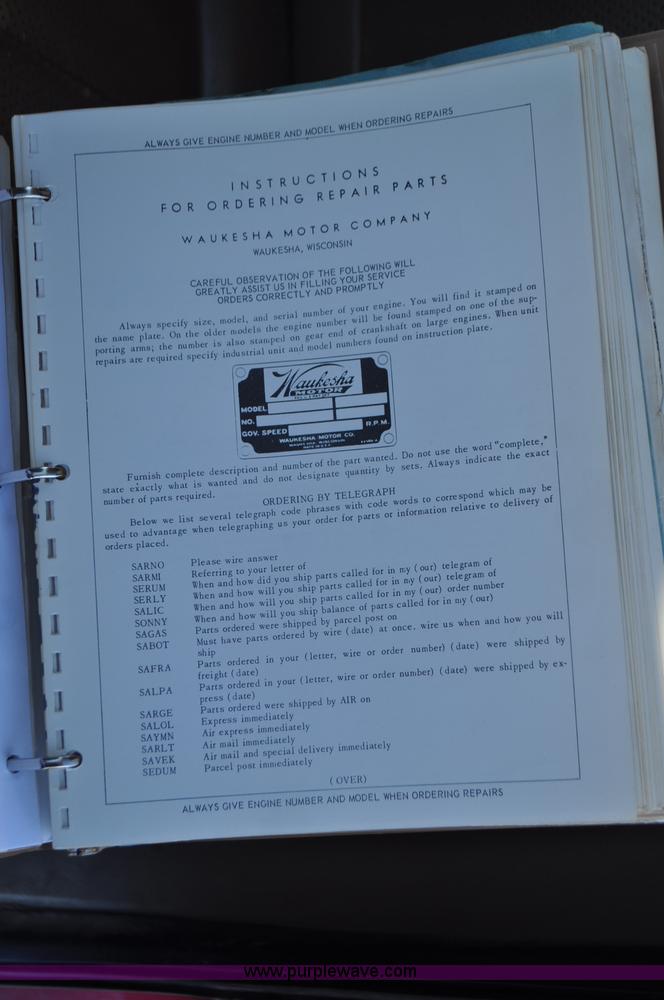 ALWAYS GIVE ENGINE NUMBER AND MODEL WHEN ORDERING REPAIRS
INSTRUCTIONS
FOR ORDERING REPAIR PARTS
WAUKESHA MOTOR COMPANY
WAUKESHA, WISCONSIN
CAREFUL OBSERVATION OF THE FOLLOWING WILL
GREATLY ASSIST US IN FILLING YOUR SERVICE
ORDERS CORRECTLY AND PROMPTLY
Always specify size, model, and serial number of your engine. You will find it stamped on
the name plate. On the older models the engine number will be found stamped on one of the sup-
porting arms; the number is also stamped on gear end of crankshaft on large engines. When unit
repairs are required specify industrial unit and model numbers found on instruction plate.
Waukesha
MOTOR
MODEL
NO.
R.P.M.
GOV. SPEED
WAUKESHA MOTOR CO.
WAUKESHA, WISCONSIN
MADE IN U.S.A.
Furnish complete description and number of the part wanted. Do not use the word "complete,"
state exactly what is wanted and do not designate quantity by sets. Always indicate the exact
number of parts required.
ORDERING BY TELEGRAPH
Below we list several telegraph code phrases with code words to correspond which may be
used to advantage when telegraphing us your order for parts or information relative to delivery of
orders placed.
SARNO Please wire answer
SARMI Referring to your letter of
SERUM When and how did you ship parts called for in my (our) telegram of
SERLY When and how will you ship parts called for in my (our) telegram of
SALIC When and how will you ship parts called for in my (our) order number
SONNY When and how will you ship balance of parts called for in my (our)
SAGAS Parts ordered were shipped by parcel post on
SABOT Must have parts ordered by wire (date) at once, wire us when and how you will
ship
SAFRA Parts ordered in your (letter, wire or order number) (date) were shipped by
freight (date)
SALPA Parts ordered in your (letter, wire or order number) (date) were shipped by ex-
press (date)
SARGE Parts ordered were shipped by AIR on
SALOL Express immediately
SAYMN Air express immediately
SARLT Air mail immediately
SAVEK Air mail and special delivery immediately
SEDUM Parcel post immediately
(OVER)
ALWAYS GIVE ENGINE NUMBER AND MODEL WHEN ORDERING REPAIRS
www.purplewave.com